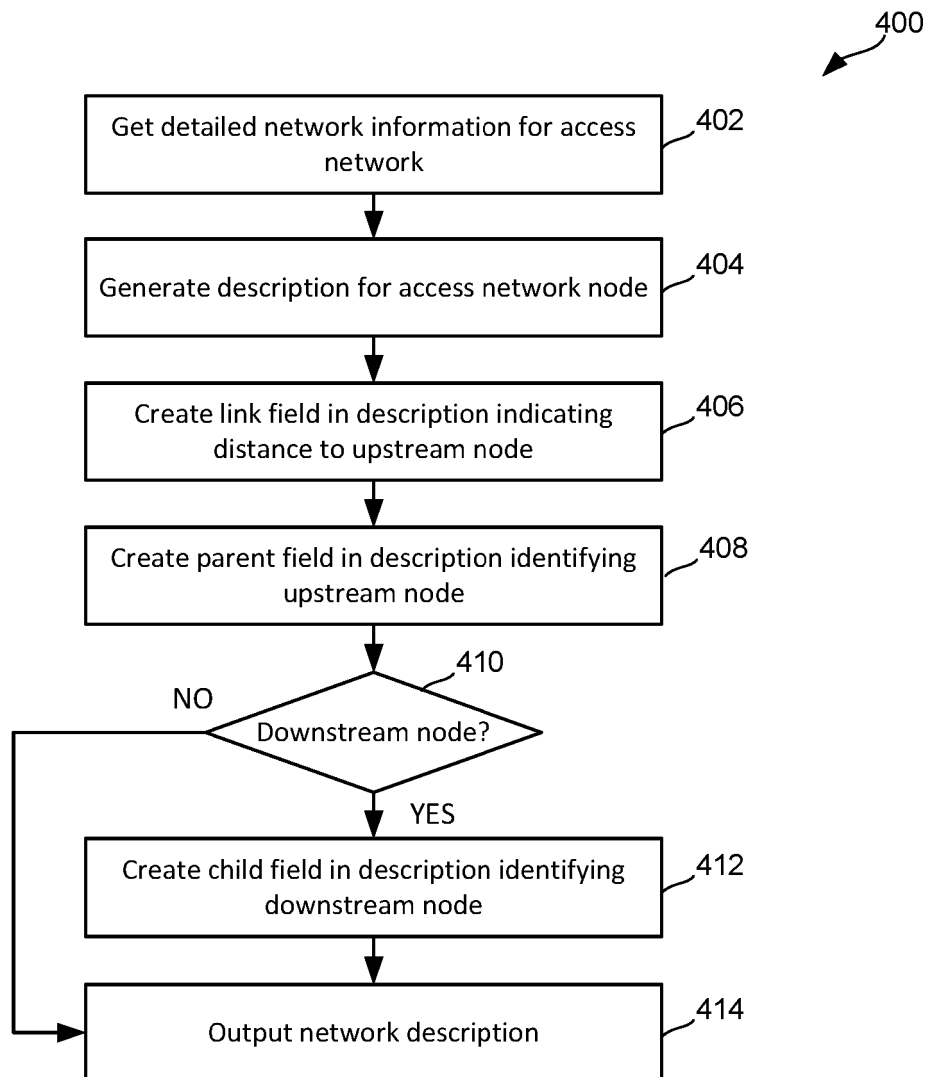 400
Get detailed network information for access
network
402
Generate description for access network node
404
Create link field in description indicating
distance to upstream node
406
Create parent field in description identifying
upstream node
408
410
NO
Downstream node?
YES
Create child field in description identifying
downstream node
412
Output network description
414